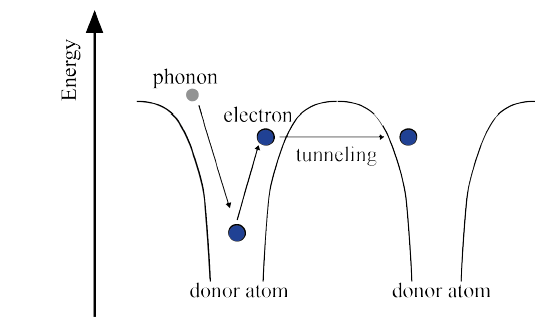 Energy
phonon
electron
tunneling
donor atom
donor atom